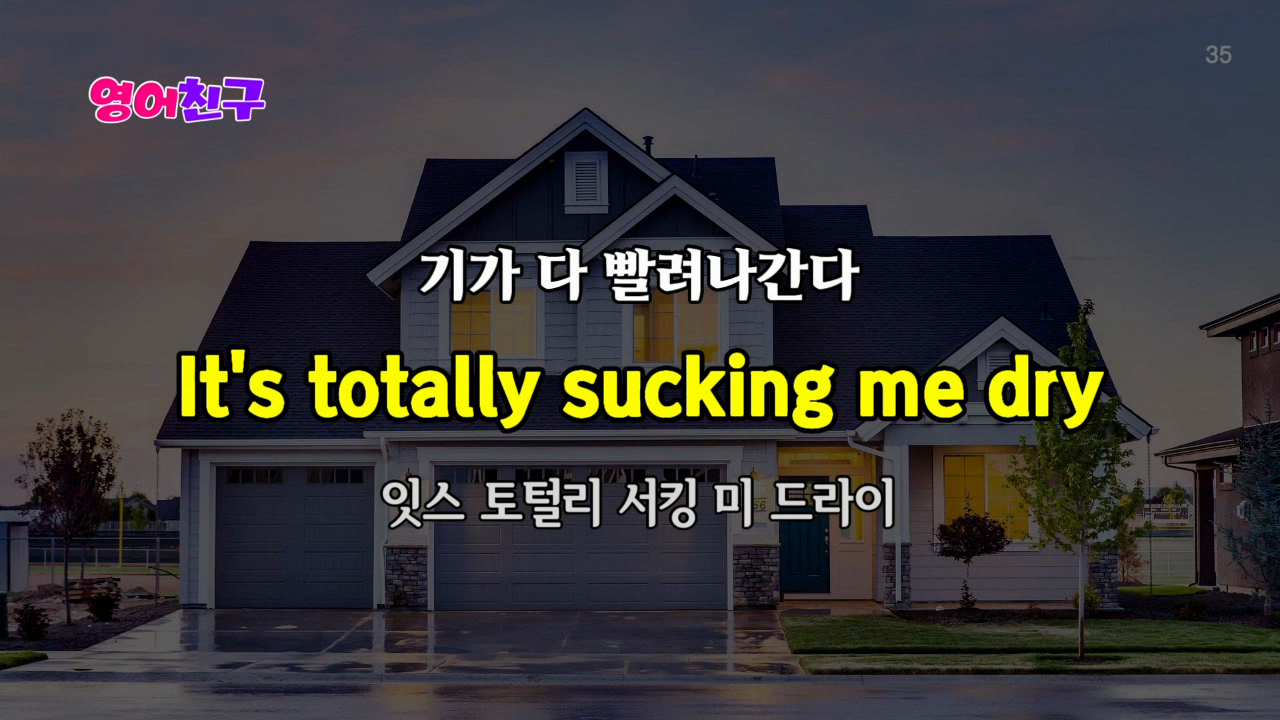 35
영어친구
기가 다 빨려나간다
It's totally sucking me dry
잇스 토털리 서킹 미 드라이